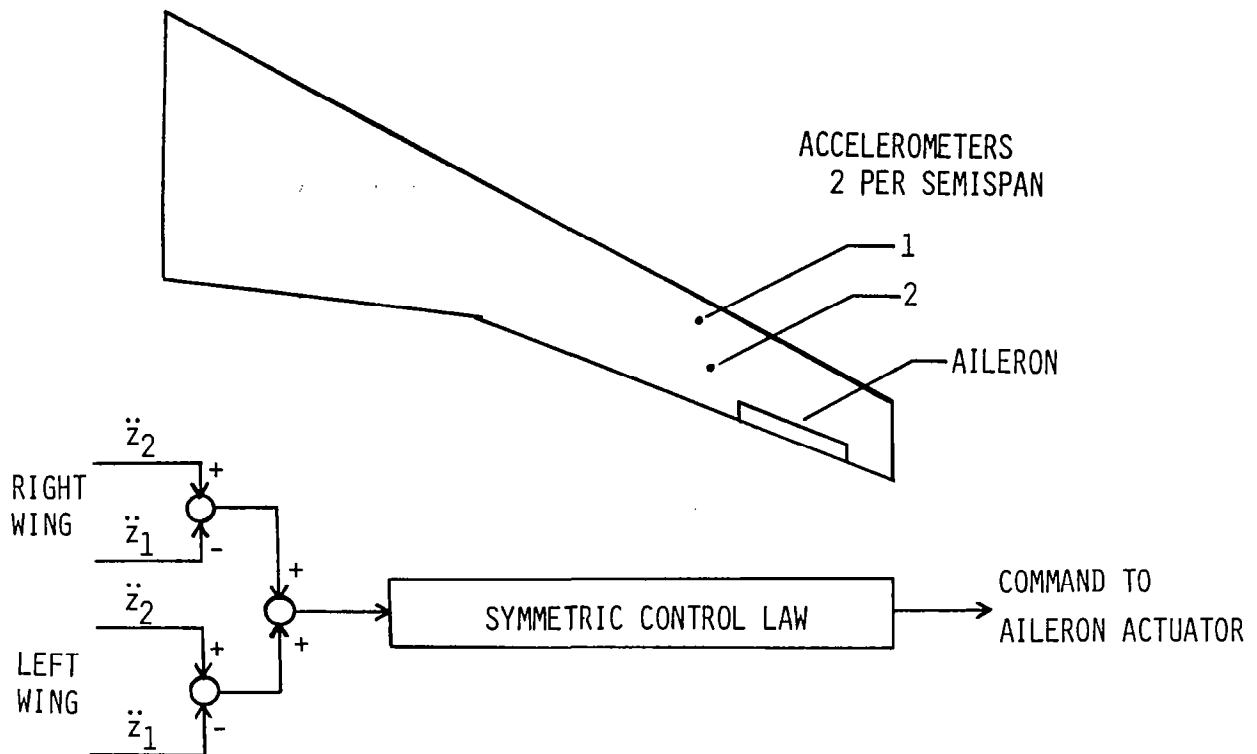 ACCELEROMETERS
2 PER SEMISPAN
1
2
AILERON
z̈2
+
RIGHT
WING
z̈1
-
+
z̈2
+
+
LEFT
WING
z̈1
-
SYMMETRIC CONTROL LAW
COMMAND TO
AILERON ACTUATOR